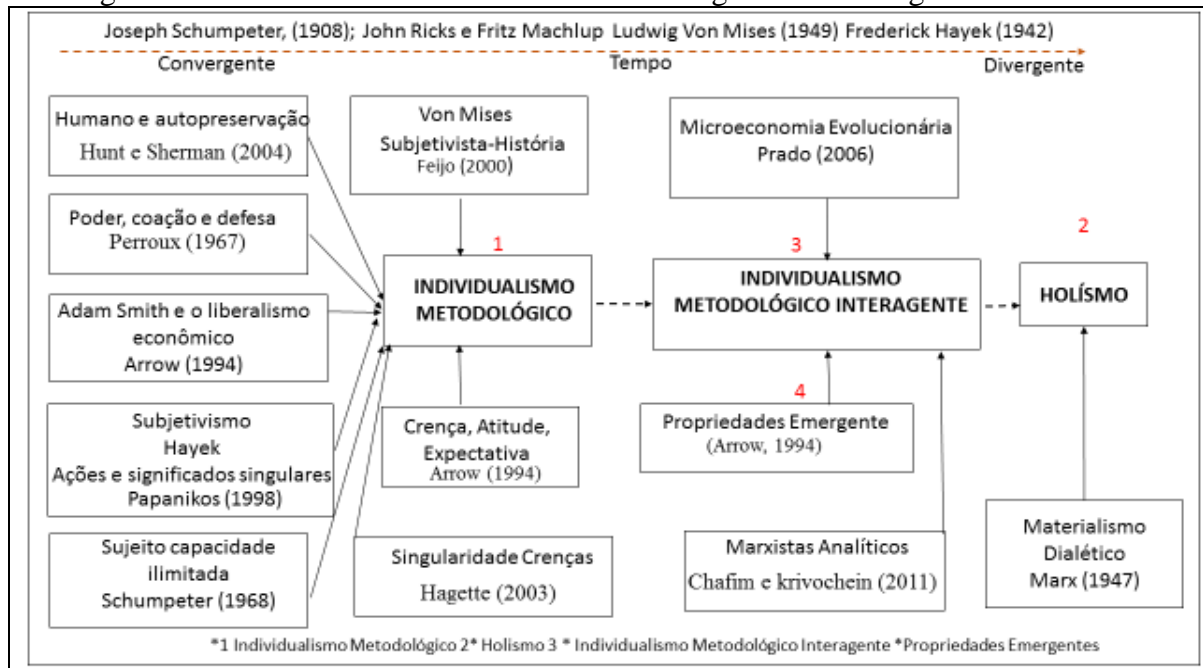 Joseph Schumpeter, (1908); John Ricks e Fritz Machlup Ludwig Von Mises (1949) Frederick Hayek (1942)
Convergente
Tempo
Divergente
Humano e autopreservação
Hunt e Sherman (2004)
Poder, coação e defesa
Perroux (1967)
Adam Smith e o liberalismo
econômico
Arrow (1994)
Subjetivismo
Hayek
Ações e significados singulares
Papanikos (1998)
Sujeito capacidade
ilimitada
Schumpeter (1968)
Von Mises
Subjetivista-História
Feijo (2000)
1
INDIVIDUALISMO
METODOLÓGICO
Crença, Atitude,
Expectativa
Arrow (1994)
Singularidade Crenças
Hagette (2003)
Microeconomia Evolucionária
Prado (2006)
3
INDIVIDUALISMO
METODOLÓGICO INTERAGENTE
4
Propriedades Emergente
(Arrow, 1994)
Marxistas Analíticos
Chafim e krivochein (2011)
2
HOLÍSMO
Materialismo
Dialético
Marx (1947)
*1 Individualismo Metodológico 2* Holismo 3 * Individualismo Metodológico Interagente *Propriedades Emergentes